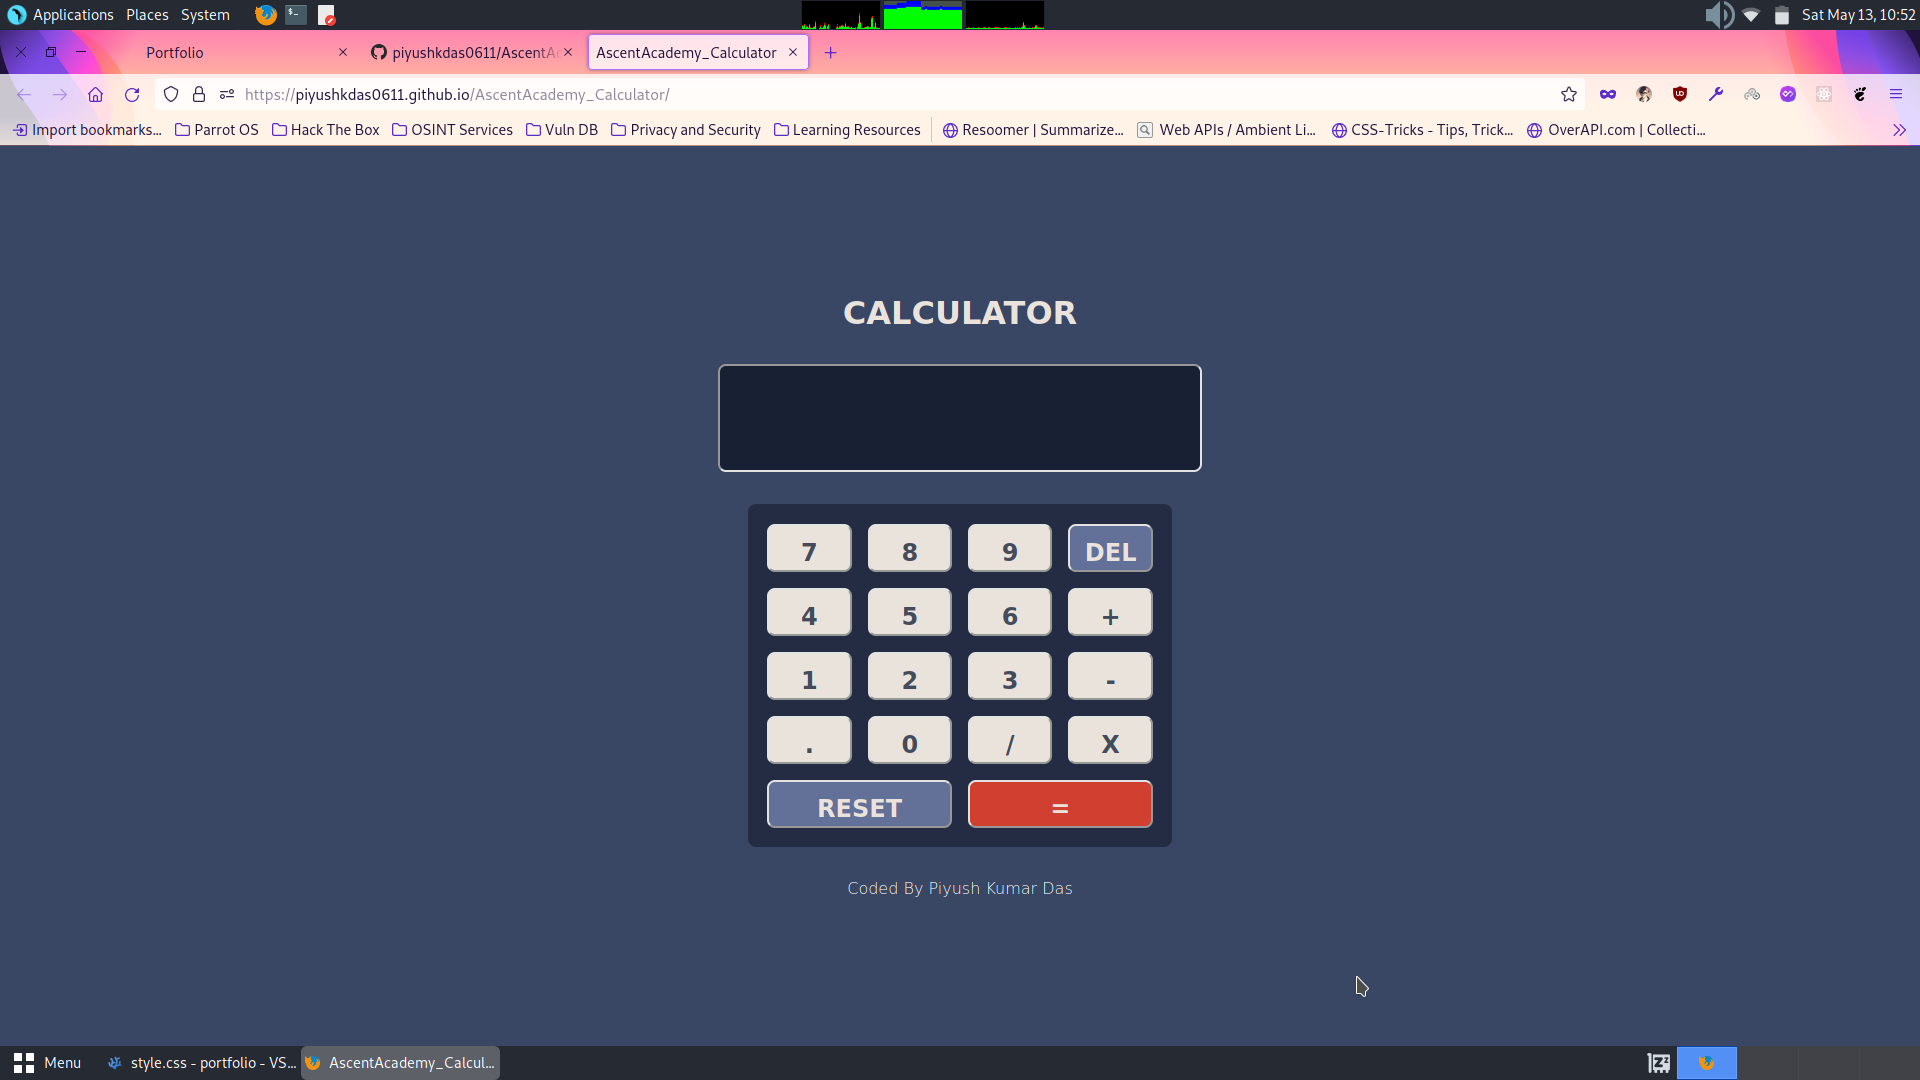 Applications Places System
Sat May 13, 10:52
Portfolio
piyushkdas0611/AscentAc
AscentAcademy_Calculator
https://piyushkdas0611.github.io/AscentAcademy_Calculator/
Import bookmarks... Parrot OS Hack The Box OSINT Services Vuln DB Privacy and Security Learning Resources Resoomer | Summarize... Web APIs / Ambient Li... CSS-Tricks - Tips, Trick... OverAPI.com | Collecti...
CALCULATOR
7 8 9 DEL
4 5 6 +
1 2 3 -
. 0 / X
RESET =
Coded By Piyush Kumar Das
Menu style.css - portfolio - VS... AscentAcademy_Calcul...